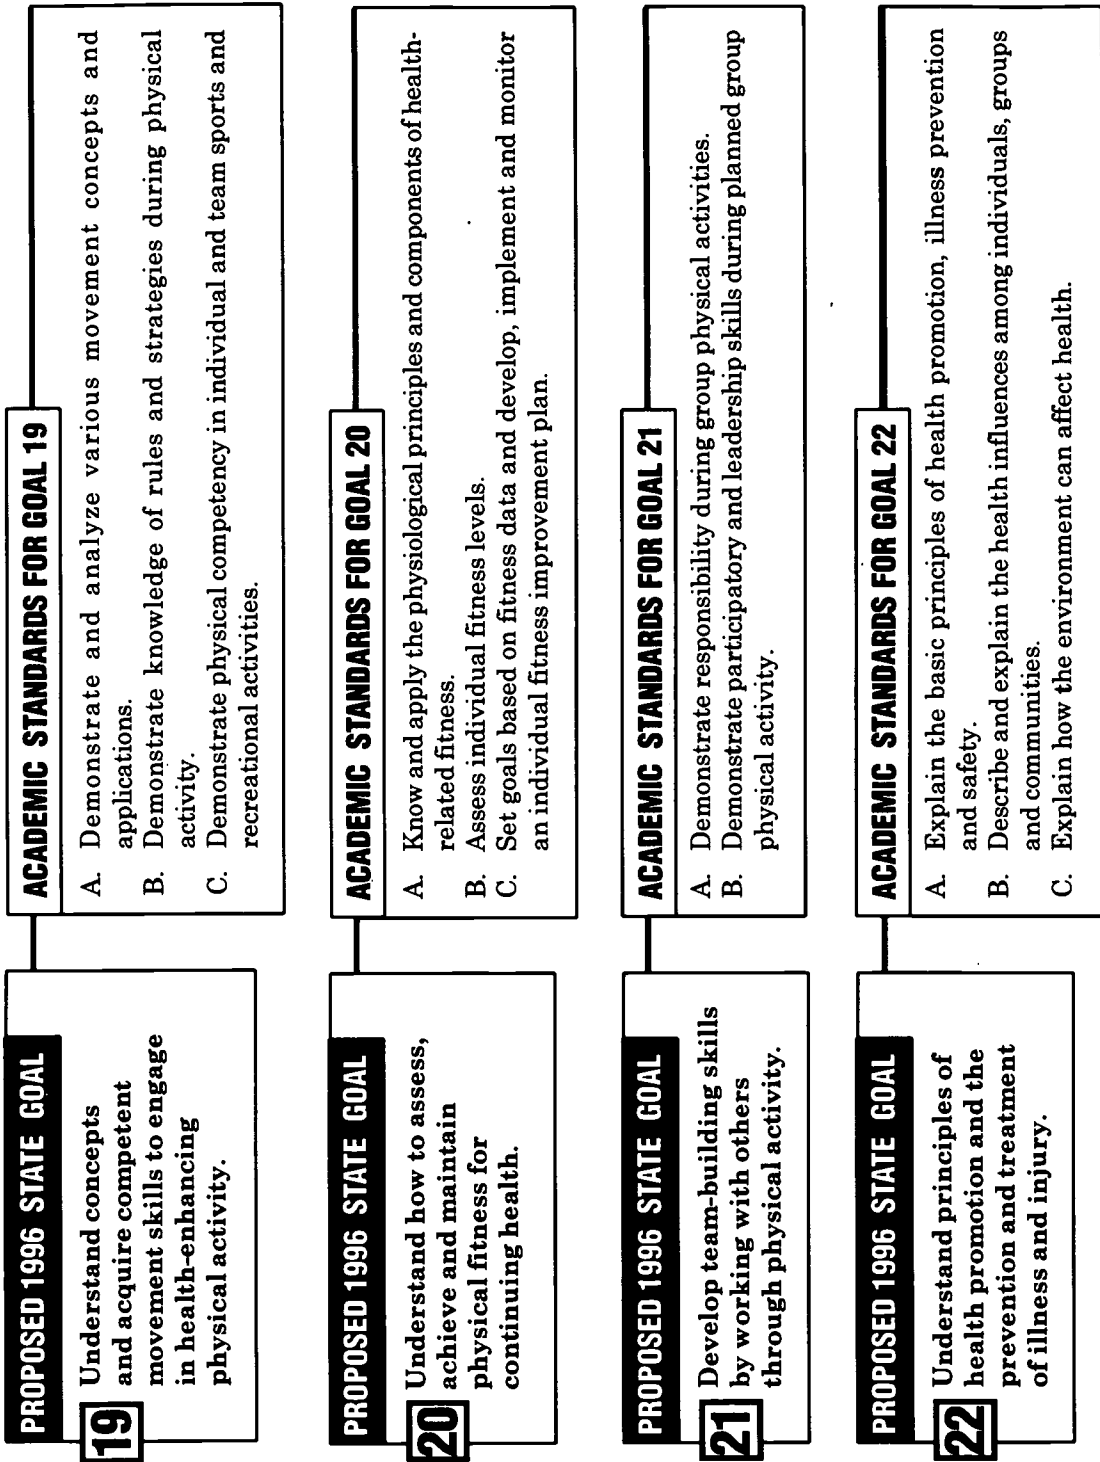 PROPOSED 1996 STATE GOAL
19
Understand concepts
and acquire competent
movement skills to engage
in health-enhancing
physical activity.
ACADEMIC STANDARDS FOR GOAL 19
A. Demonstrate and analyze various movement concepts and
applications.
B. Demonstrate knowledge of rules and strategies during physical
activity.
C. Demonstrate physical competency in individual and team sports and
recreational activities.
PROPOSED 1996 STATE GOAL
20
Understand how to assess,
achieve and maintain
physical fitness for
continuing health.
ACADEMIC STANDARDS FOR GOAL 20
A. Know and apply the physiological principles and components of health-
related fitness.
B. Assess individual fitness levels.
C. Set goals based on fitness data and develop, implement and monitor
an individual fitness improvement plan.
PROPOSED 1996 STATE GOAL
21
Develop team-building skills
by working with others
through physical activity.
ACADEMIC STANDARDS FOR GOAL 21
A. Demonstrate responsibility during group physical activities.
B. Demonstrate participatory and leadership skills during planned group
physical activity.
PROPOSED 1996 STATE GOAL
22
Understand principles of
health promotion and the
prevention and treatment
of illness and injury.
ACADEMIC STANDARDS FOR GOAL 22
A. Explain the basic principles of health promotion, illness prevention
and safety.
B. Describe and explain the health influences among individuals, groups
and communities.
C. Explain how the environment can affect health.